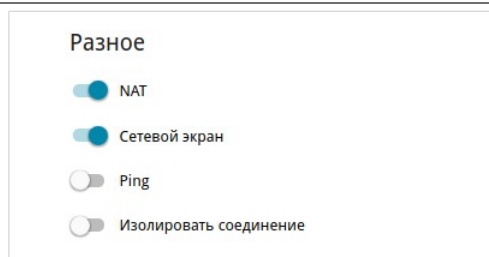 Разное
NAT
Сетевой экран
Ping
Изолировать соединение